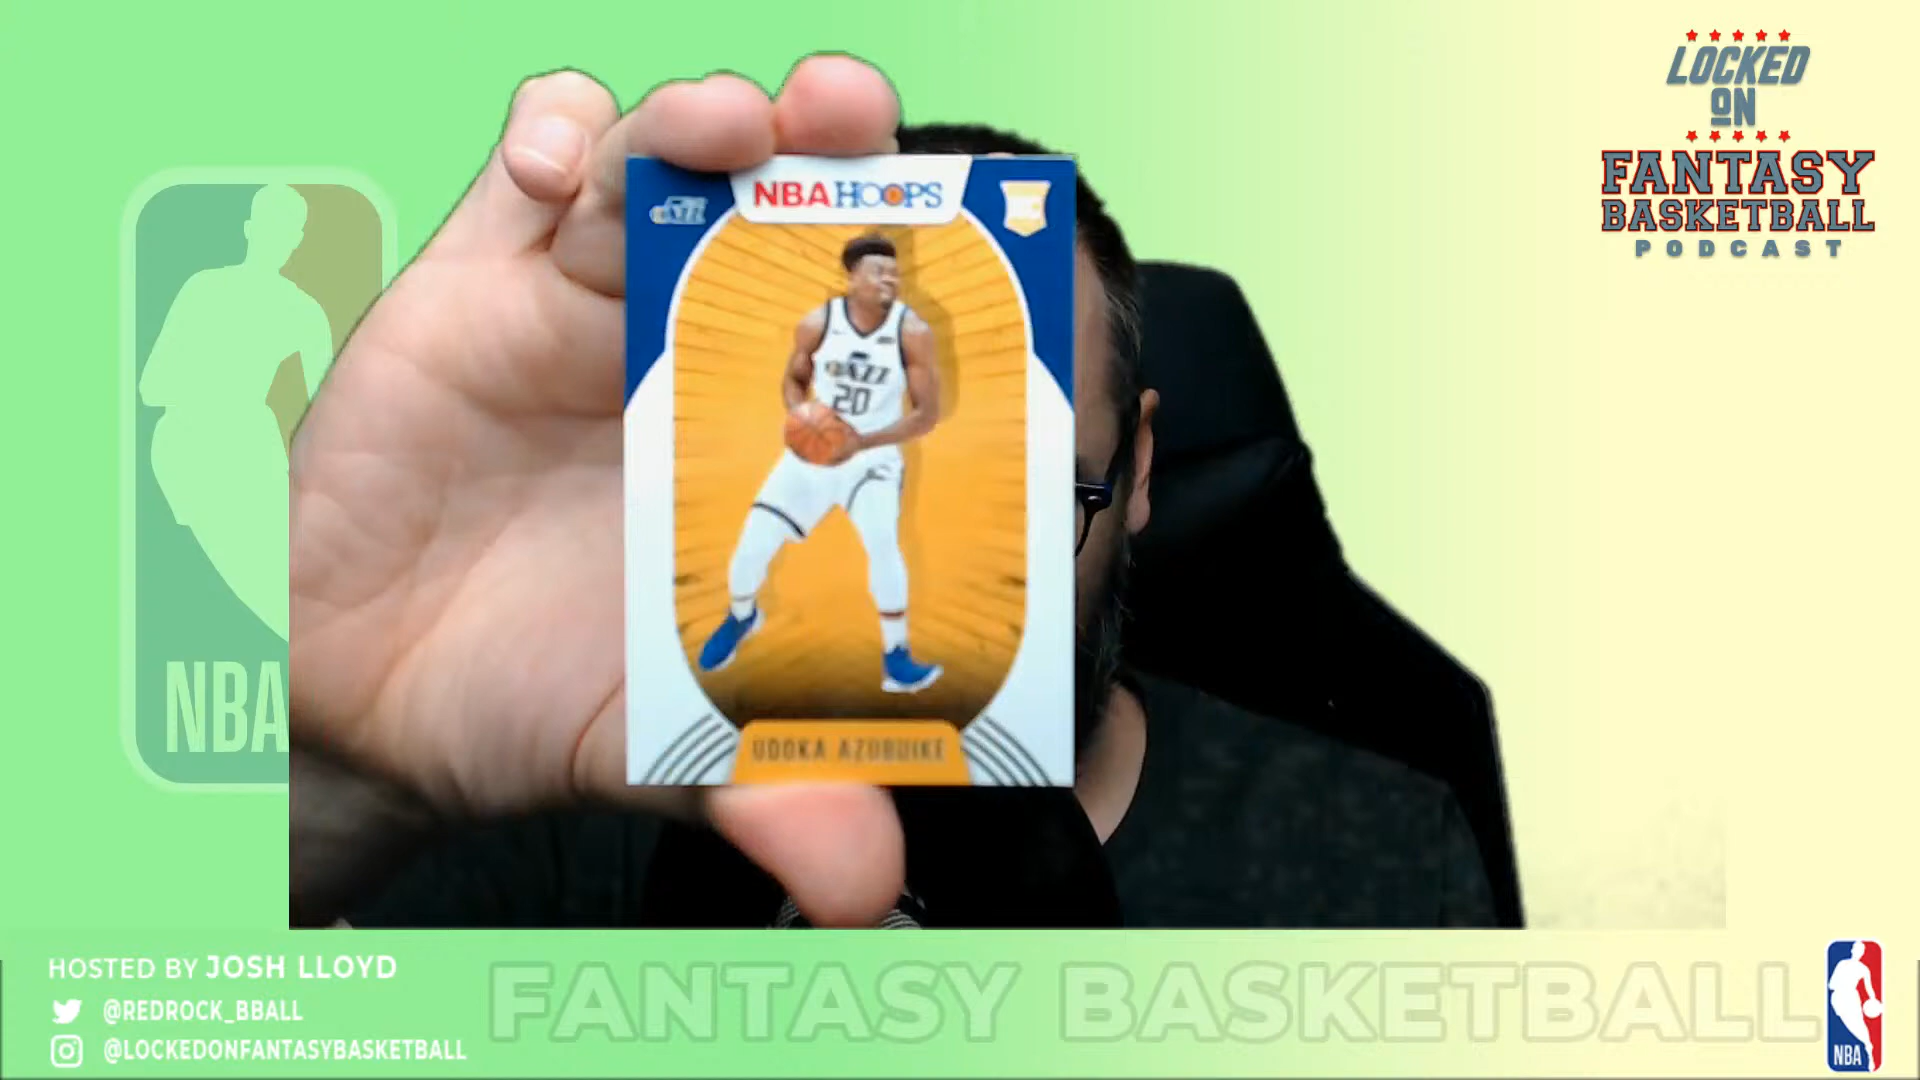 LOCKED
ON
FANTASY
BASKETBALL
PODCAST
NBA HOOPS
JAZZ
JAZZ
20
UDOKA AZUBUIKE
NBA
HOSTED BY JOSH LLOYD
@REDROCK_BBALL
@LOCKEDONFANTASYBASKETBALL
FANTASY BASKETBALL
NBA